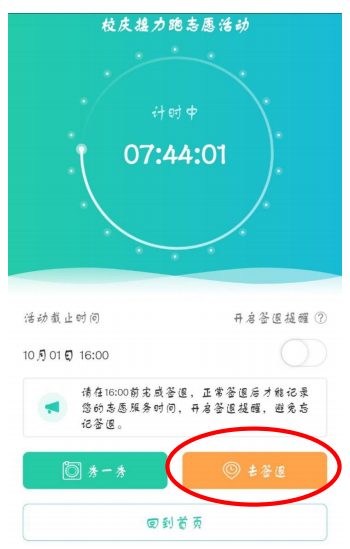 校庆接力跑志愿活动
计时中
07:44:01
活动截止时间
开启签退提醒 ?
10月01日 16:00
请在16:00前完成签退，正常签退后才能记录
您的志愿服务时间，开启签退提醒，避免忘
记签退。
秀一秀
去签退
回到首页